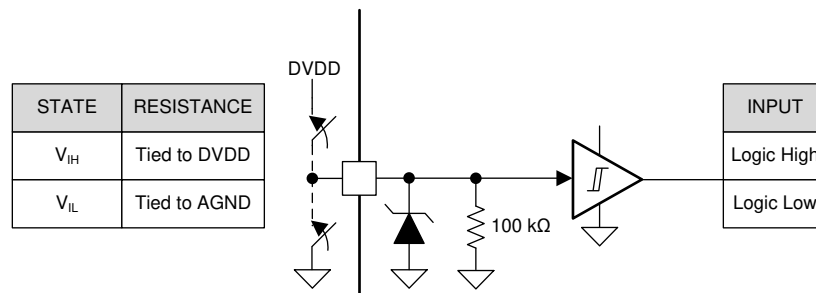 DVDD
STATE RESISTANCE
V_IH Tied to DVDD
V_IL Tied to AGND
100 kΩ
INPUT
Logic High
Logic Low